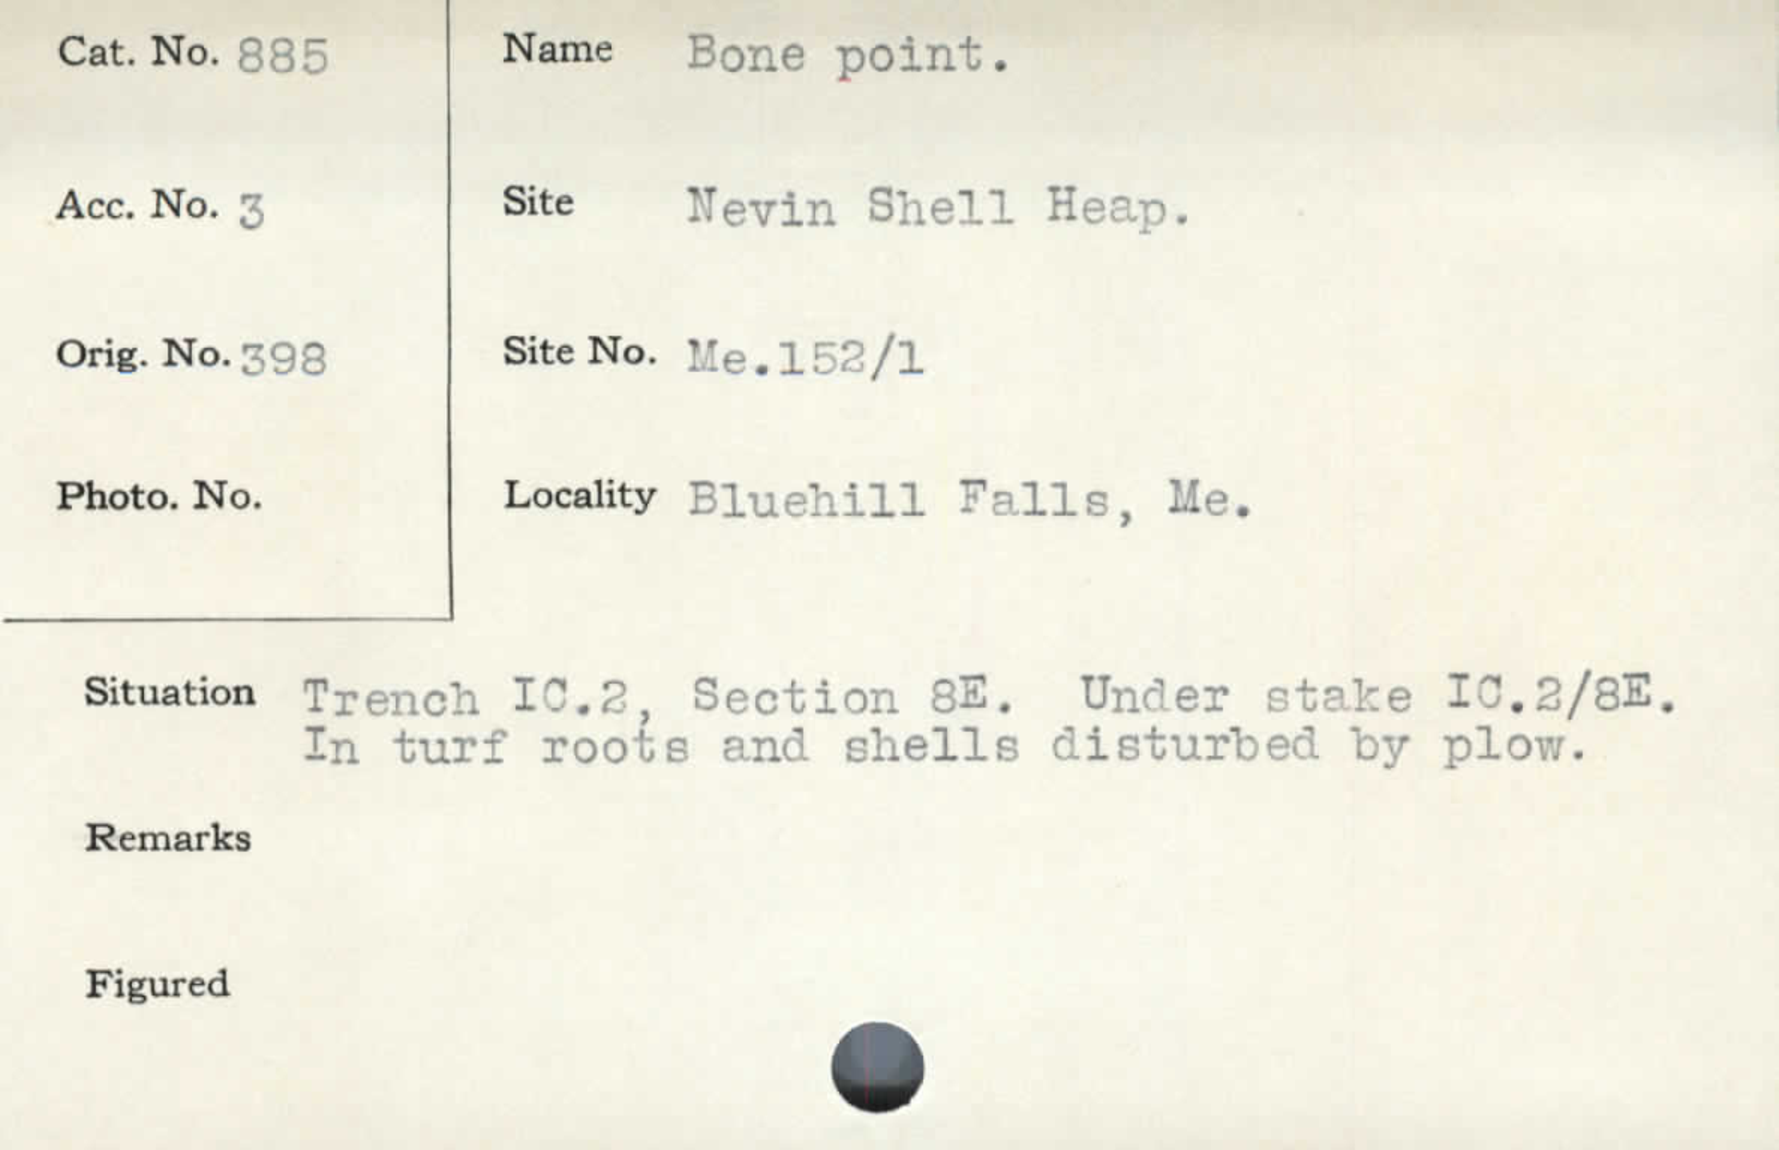 Cat. No. 885
Name Bone point.
Acc. No. 3
Site Nevin Shell Heap.
Orig. No. 398
Site No. Me.152/1
Photo. No.
Locality Bluehill Falls, Me.
Situation Trench IC.2, Section 8E. Under stake IC.2/8E.
In turf roots and shells disturbed by plow.
Remarks
Figured